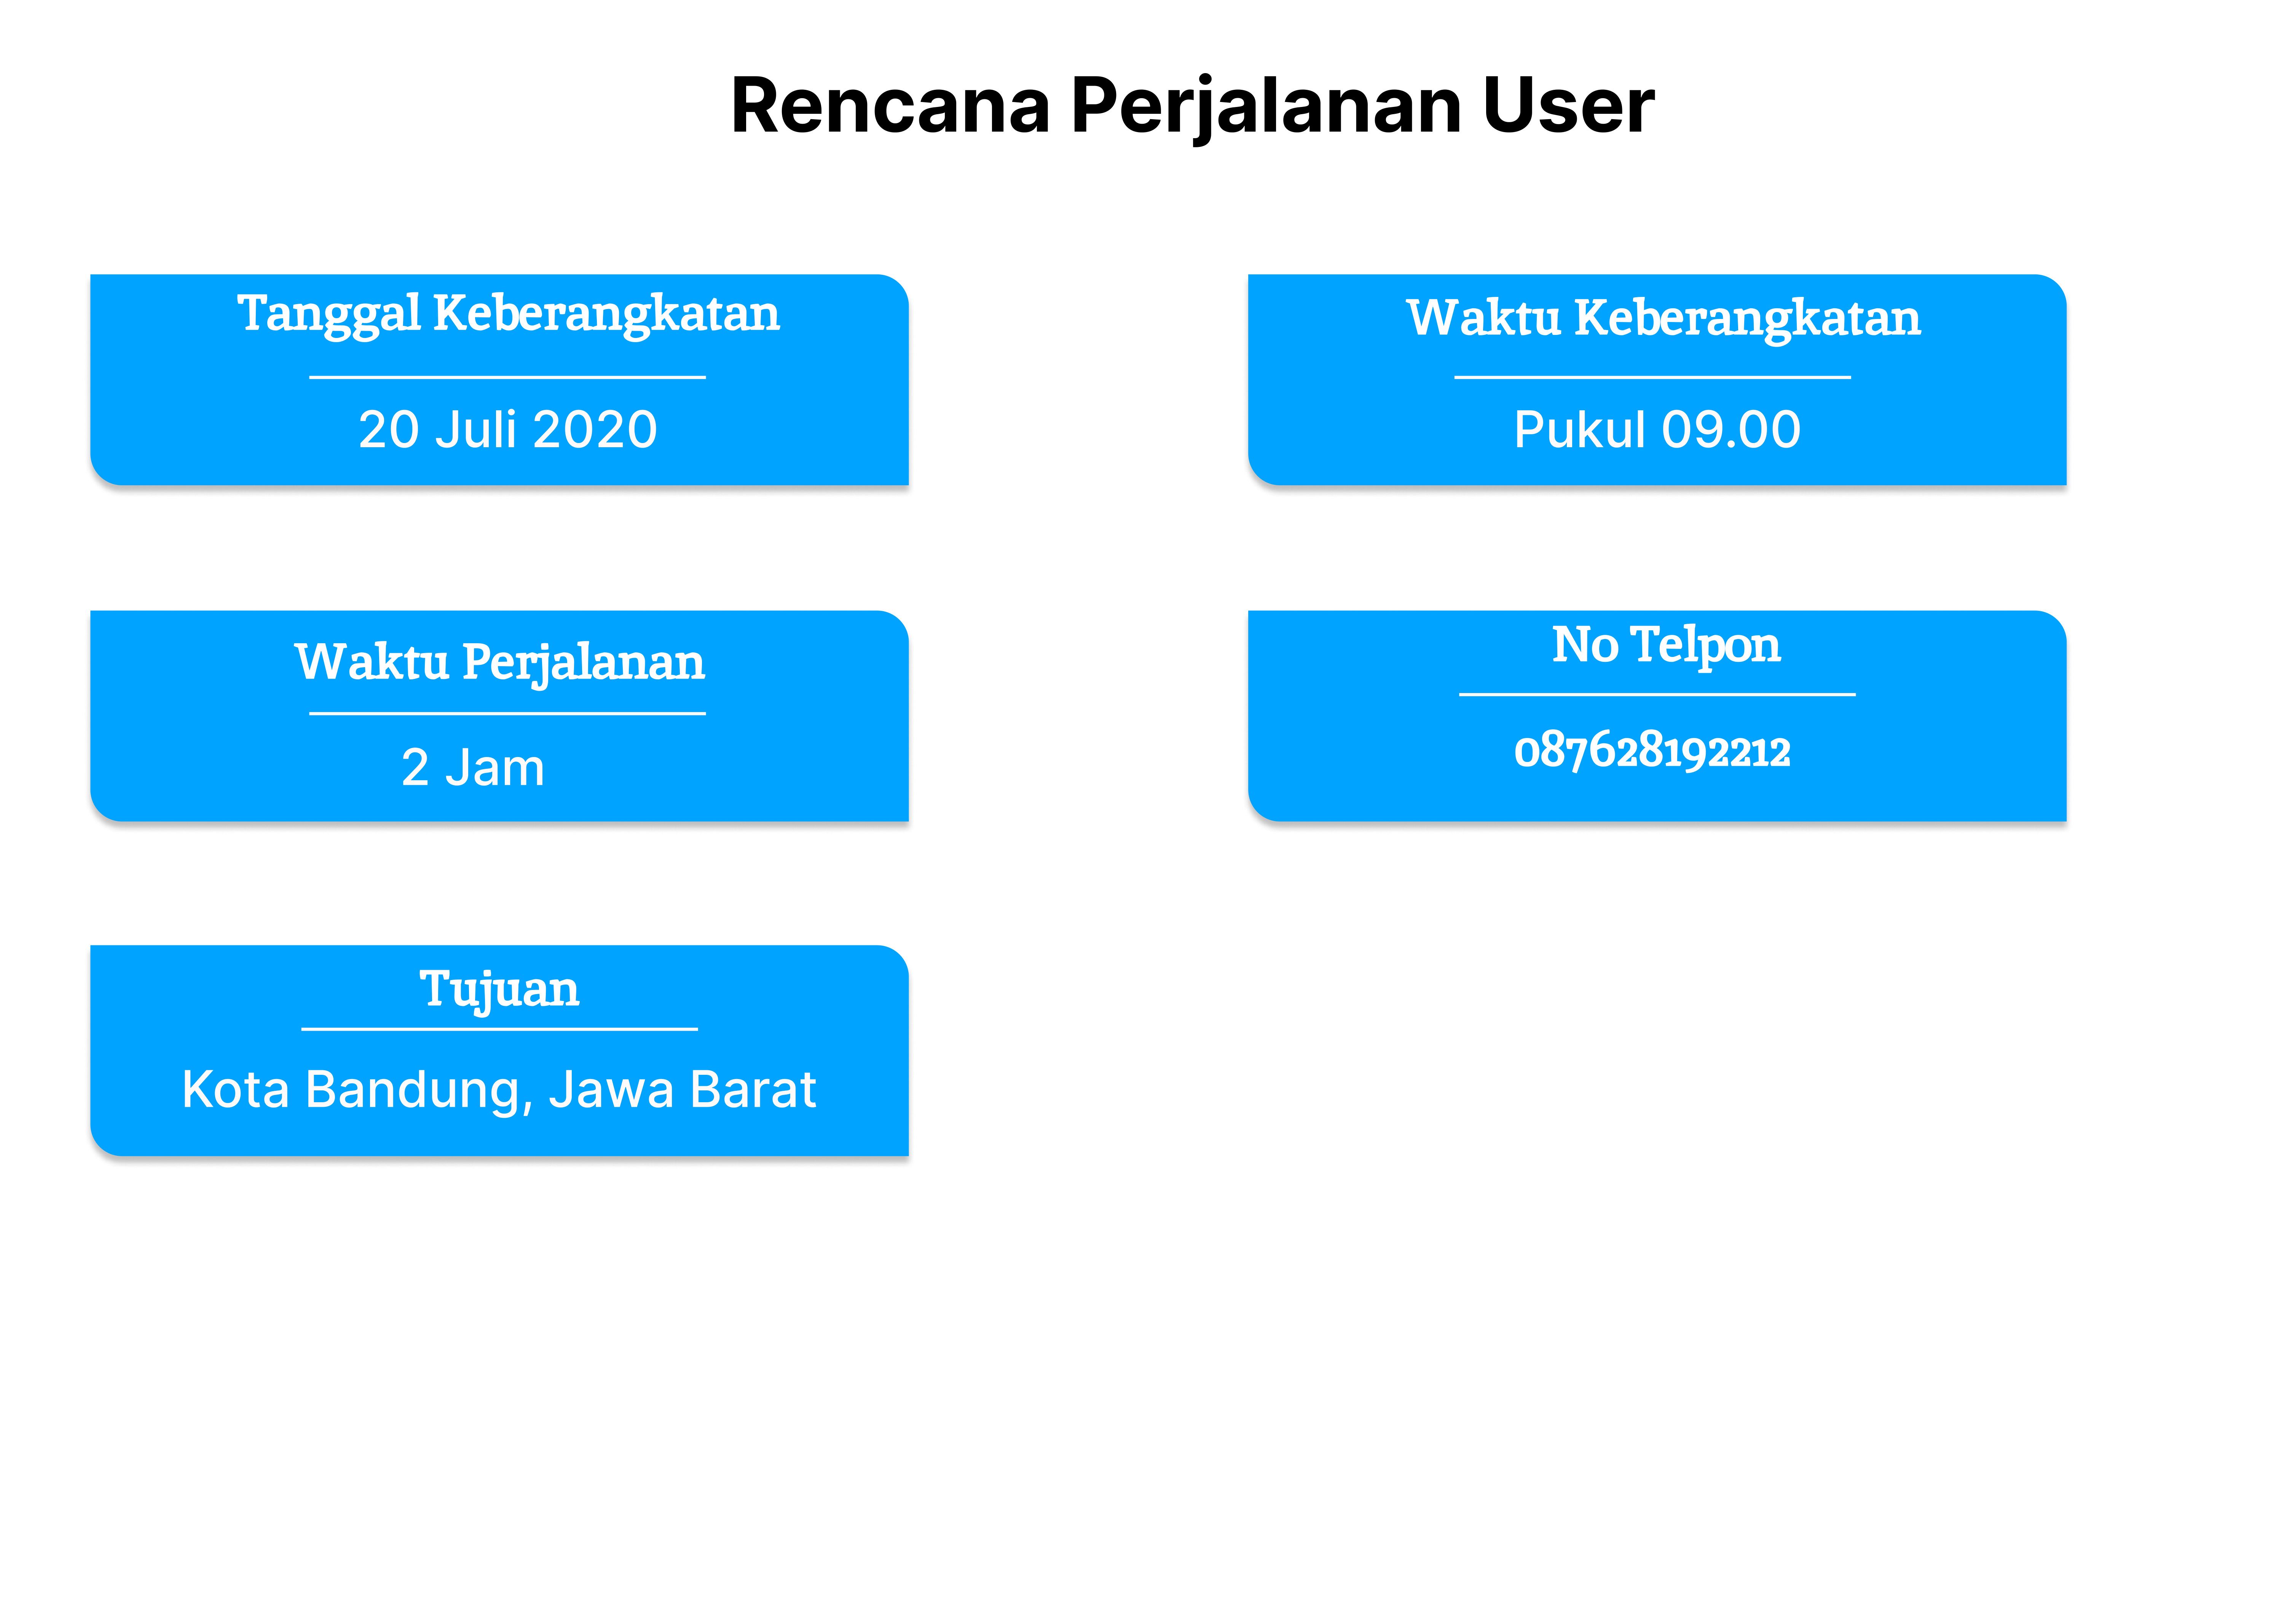 Rencana Perjalanan User
Tanggal Keberangkatan
20 Juli 2020
Waktu Keberangkatan
Pukul 09.00
Waktu Perjalanan
2 Jam
No Telpon
087628192212
Tujuan
Kota Bandung, Jawa Barat